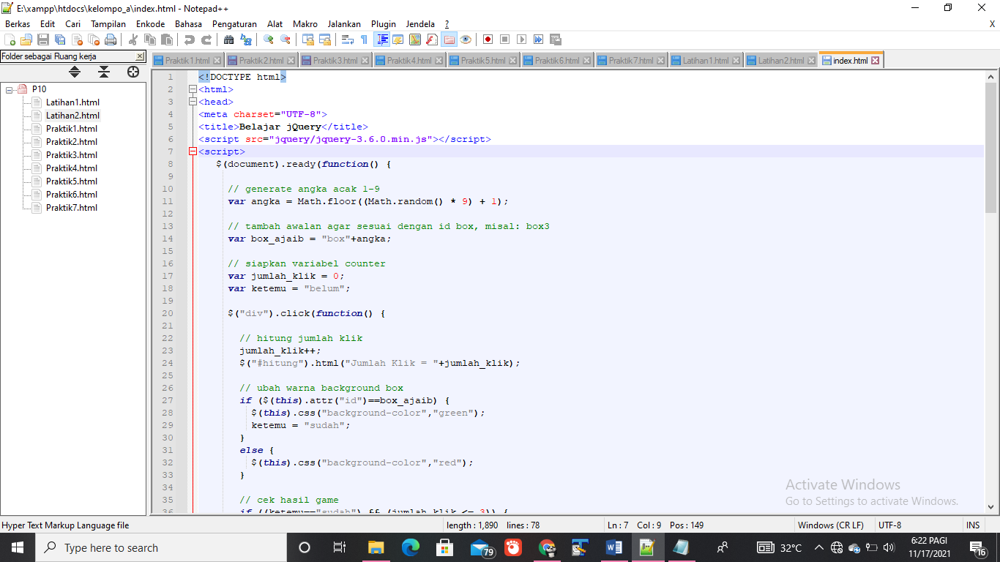 E:\xampp\htdocs\kelompo_a\index.html - Notepad++
Berkas Edit Cari Tampilan Enkode Bahasa Pengaturan Alat Makro Jalankan Plugin Jendela ? X
Folder sebagai Ruang kerja
Praktik1.html Praktik2.html Praktik3.html Praktik4.html Praktik5.html Praktik6.html Praktik7.html Latihan1.html Latihan2.html index.html
P10
Latihan1.html
Latihan2.html
Praktik1.html
Praktik2.html
Praktik3.html
Praktik4.html
Praktik5.html
Praktik6.html
Praktik7.html
1 <!DOCTYPE html>
2 <html>
3 <head>
4 <meta charset="UTF-8">
5 <title>Belajar jQuery</title>
6 <script src="jquery/jquery-3.6.0.min.js"></script>
7 <script>
8 $(document).ready(function() {
9
10 // generate angka acak 1-9
11 var angka = Math.floor((Math.random() * 9) + 1);
12
13 // tambah awalan agar sesuai dengan id box, misal: box3
14 var box_ajaib = "box"+angka;
15
16 // siapkan variabel counter
17 var jumlah_klik = 0;
18 var ketemu = "belum";
19
20 $("div").click(function() {
21
22 // hitung jumlah klik
23 jumlah_klik++;
24 $("#hitung").html("Jumlah Klik = "+jumlah_klik);
25
26 // ubah warna background box
27 if ($(this).attr("id")==box_ajaib) {
28 $(this).css("background-color","green");
29 ketemu = "sudah";
30 }
31 else {
32 $(this).css("background-color","red");
33 }
34
35 // cek hasil game
36 if ((ketemu=="sudah") && (jumlah_klik <= 3)) {
Activate Windows
Go to Settings to activate Windows.
Hyper Text Markup Language file length : 1,890 lines : 78 Ln : 7 Col : 9 Pos : 149 Windows (CR LF) UTF-8 INS
Type here to search
79
32°C
6:22 PAGI
11/17/2021
16